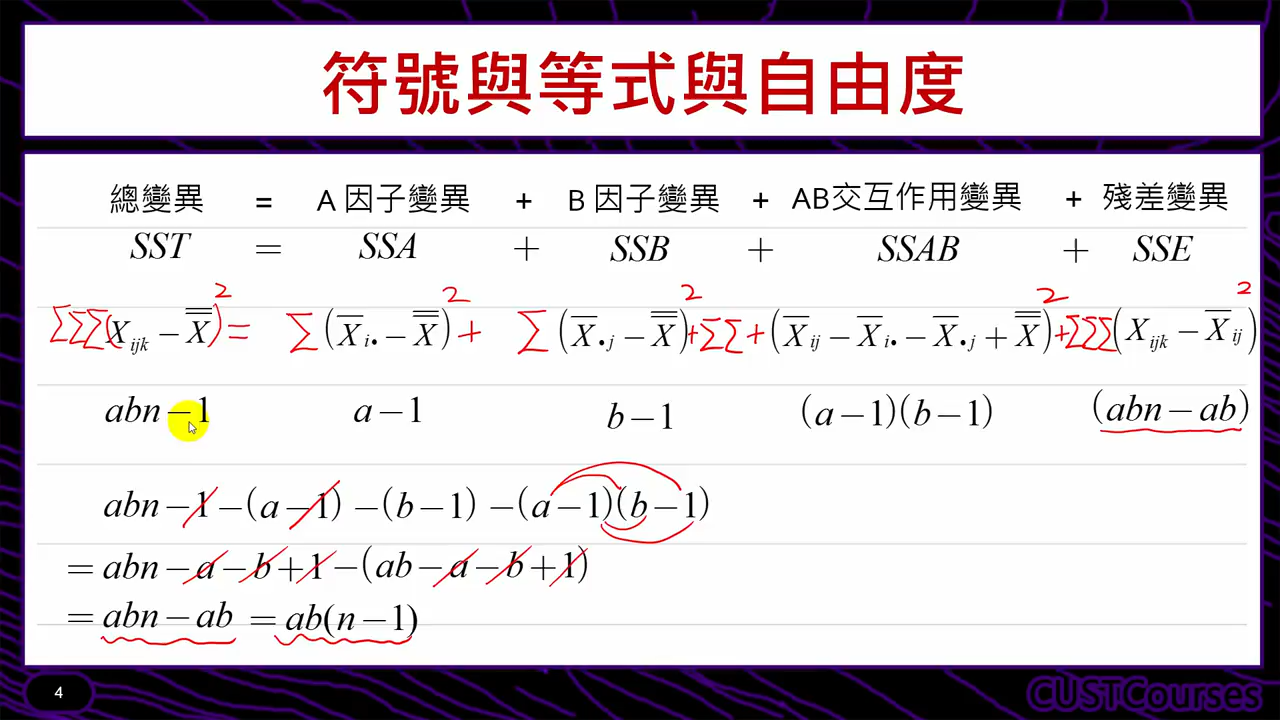 符號與等式與自由度
總變異 = A 因子變異 + B 因子變異 + AB交互作用變異 + 殘差變異
SST = SSA + SSB + SSAB + SSE
∑∑∑(X_ijk − X̿)² = ∑(X̅_i• − X̿)² + ∑(X̅_•j − X̿)² + ∑∑ + (X̅_ij − X̅_i• − X̅_•j + X̿)² + ∑∑∑(X_ijk − X̅_ij)²
abn − 1 a − 1 b − 1 (a − 1)(b − 1) (abn − ab)
abn − 1 − (a − 1) − (b − 1) − (a − 1)(b − 1)
= abn − a − b + 1 − (ab − a − b + 1)
= abn − ab = ab(n − 1)
4
CUSTCourses